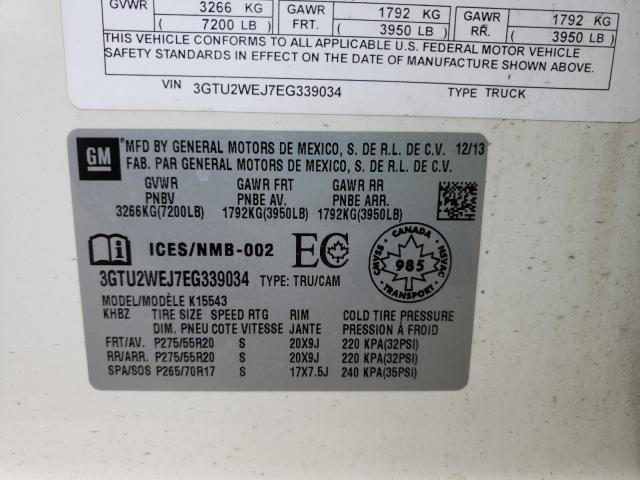 GVWR 3266 KG GAWR 1792 KG GAWR 1792 KG
( 7200 LB ) FRT. ( 3950 LB ) RR. ( 3950 LB )
THIS VEHICLE CONFORMS TO ALL APPLICABLE U.S. FEDERAL MOTOR VEHICLE
SAFETY STANDARDS IN EFFECT ON THE DATE OF MANUFACTURE SHOWN ABOVE.
VIN 3GTU2WEJ7EG339034 TYPE TRUCK
GM *MFD BY GENERAL MOTORS DE MEXICO, S. DE R.L. DE C.V. 12/13
FAB. PAR GENERAL MOTORS DE MEXICO, S. DE R.L. DE C.V.
GVWR GAWR FRT GAWR RR
PNBV PNBE AV. PNBE ARR.
3266KG(7200LB) 1792KG(3950LB) 1792KG(3950LB)
i ICES/NMB-002 EC
CANADA
CMVSS NSVAC
985
TRANSPORT
3GTU2WEJ7EG339034 TYPE: TRU/CAM
MODEL/MODÈLE K15543
KHBZ TIRE SIZE SPEED RTG RIM COLD TIRE PRESSURE
DIM. PNEU COTE VITESSE JANTE PRESSION À FROID
FRT/AV. P275/55R20 S 20X9J 220 KPA(32PSI)
RR/ARR. P275/55R20 S 20X9J 220 KPA(32PSI)
SPA/SOS P265/70R17 S 17X7.5J 240 KPA(35PSI)